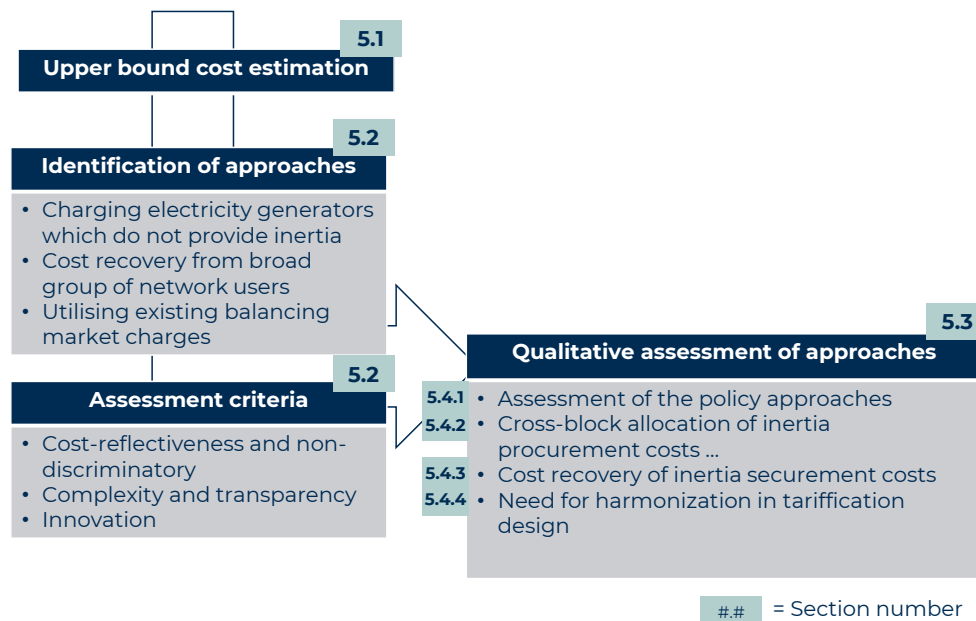 5.1
Upper bound cost estimation
5.2
Identification of approaches
• Charging electricity generators
which do not provide inertia
• Cost recovery from broad
group of network users
• Utilising existing balancing
market charges
5.2
Assessment criteria
• Cost-reflectiveness and non-
discriminatory
• Complexity and transparency
• Innovation
5.3
Qualitative assessment of approaches
5.4.1 • Assessment of the policy approaches
5.4.2 • Cross-block allocation of inertia
procurement costs ...
5.4.3 • Cost recovery of inertia securement costs
5.4.4 • Need for harmonization in tariffication
design
#.# = Section number